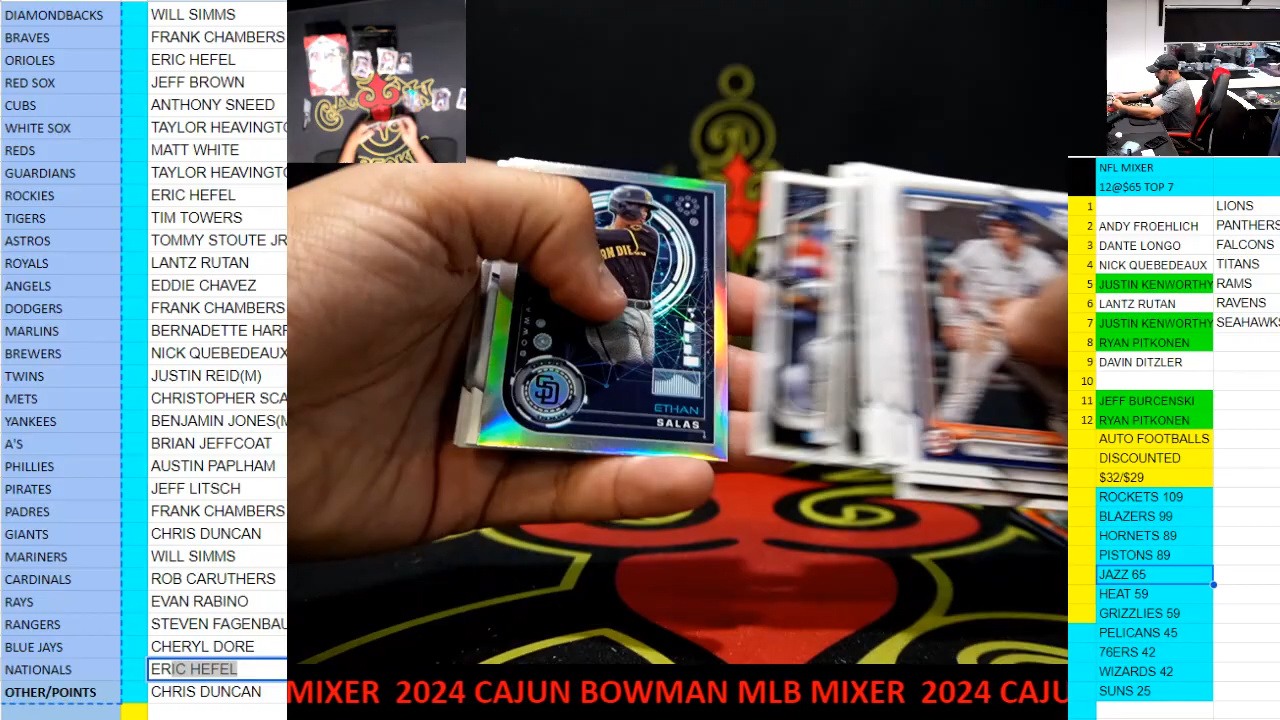 DIAMONDBACKS WILL SIMMS
BRAVES FRANK CHAMBERS
ORIOLES ERIC HEFEL
RED SOX JEFF BROWN
CUBS ANTHONY SNEED
WHITE SOX TAYLOR HEAVINGTO
REDS MATT WHITE
GUARDIANS TAYLOR HEAVINGTO
ROCKIES ERIC HEFEL
TIGERS TIM TOWERS
ASTROS TOMMY STOUTE JR
ROYALS LANTZ RUTAN
ANGELS EDDIE CHAVEZ
DODGERS FRANK CHAMBERS
MARLINS BERNADETTE HARR
BREWERS NICK QUEBEDEAUX
TWINS JUSTIN REID(M)
METS CHRISTOPHER SCA
YANKEES BENJAMIN JONES(M
A'S BRIAN JEFFCOAT
PHILLIES AUSTIN PAPLHAM
PIRATES JEFF LITSCH
PADRES FRANK CHAMBERS
GIANTS CHRIS DUNCAN
MARINERS WILL SIMMS
CARDINALS ROB CARUTHERS
RAYS EVAN RABINO
RANGERS STEVEN FAGENBAU
BLUE JAYS CHERYL DORE
NATIONALS ERIC HEFEL
OTHER/POINTS CHRIS DUNCAN
SAN DIEG
BOWMA
SD
ETHAN
SALAS
MIXER 2024 CAJUN BOWMAN MLB MIXER 2024 CAJU
NFL MIXER
12@$65 TOP 7
1 LIONS
2 ANDY FROEHLICH PANTHERS
3 DANTE LONGO FALCONS
4 NICK QUEBEDEAUX TITANS
5 JUSTIN KENWORTHY RAMS
6 LANTZ RUTAN RAVENS
7 JUSTIN KENWORTHY SEAHAWKS
8 RYAN PITKONEN
9 DAVIN DITZLER
10
11 JEFF BURCENSKI
12 RYAN PITKONEN
AUTO FOOTBALLS
DISCOUNTED
$32/$29
ROCKETS 109
BLAZERS 99
HORNETS 89
PISTONS 89
JAZZ 65
HEAT 59
GRIZZLIES 59
PELICANS 45
76ERS 42
WIZARDS 42
SUNS 25